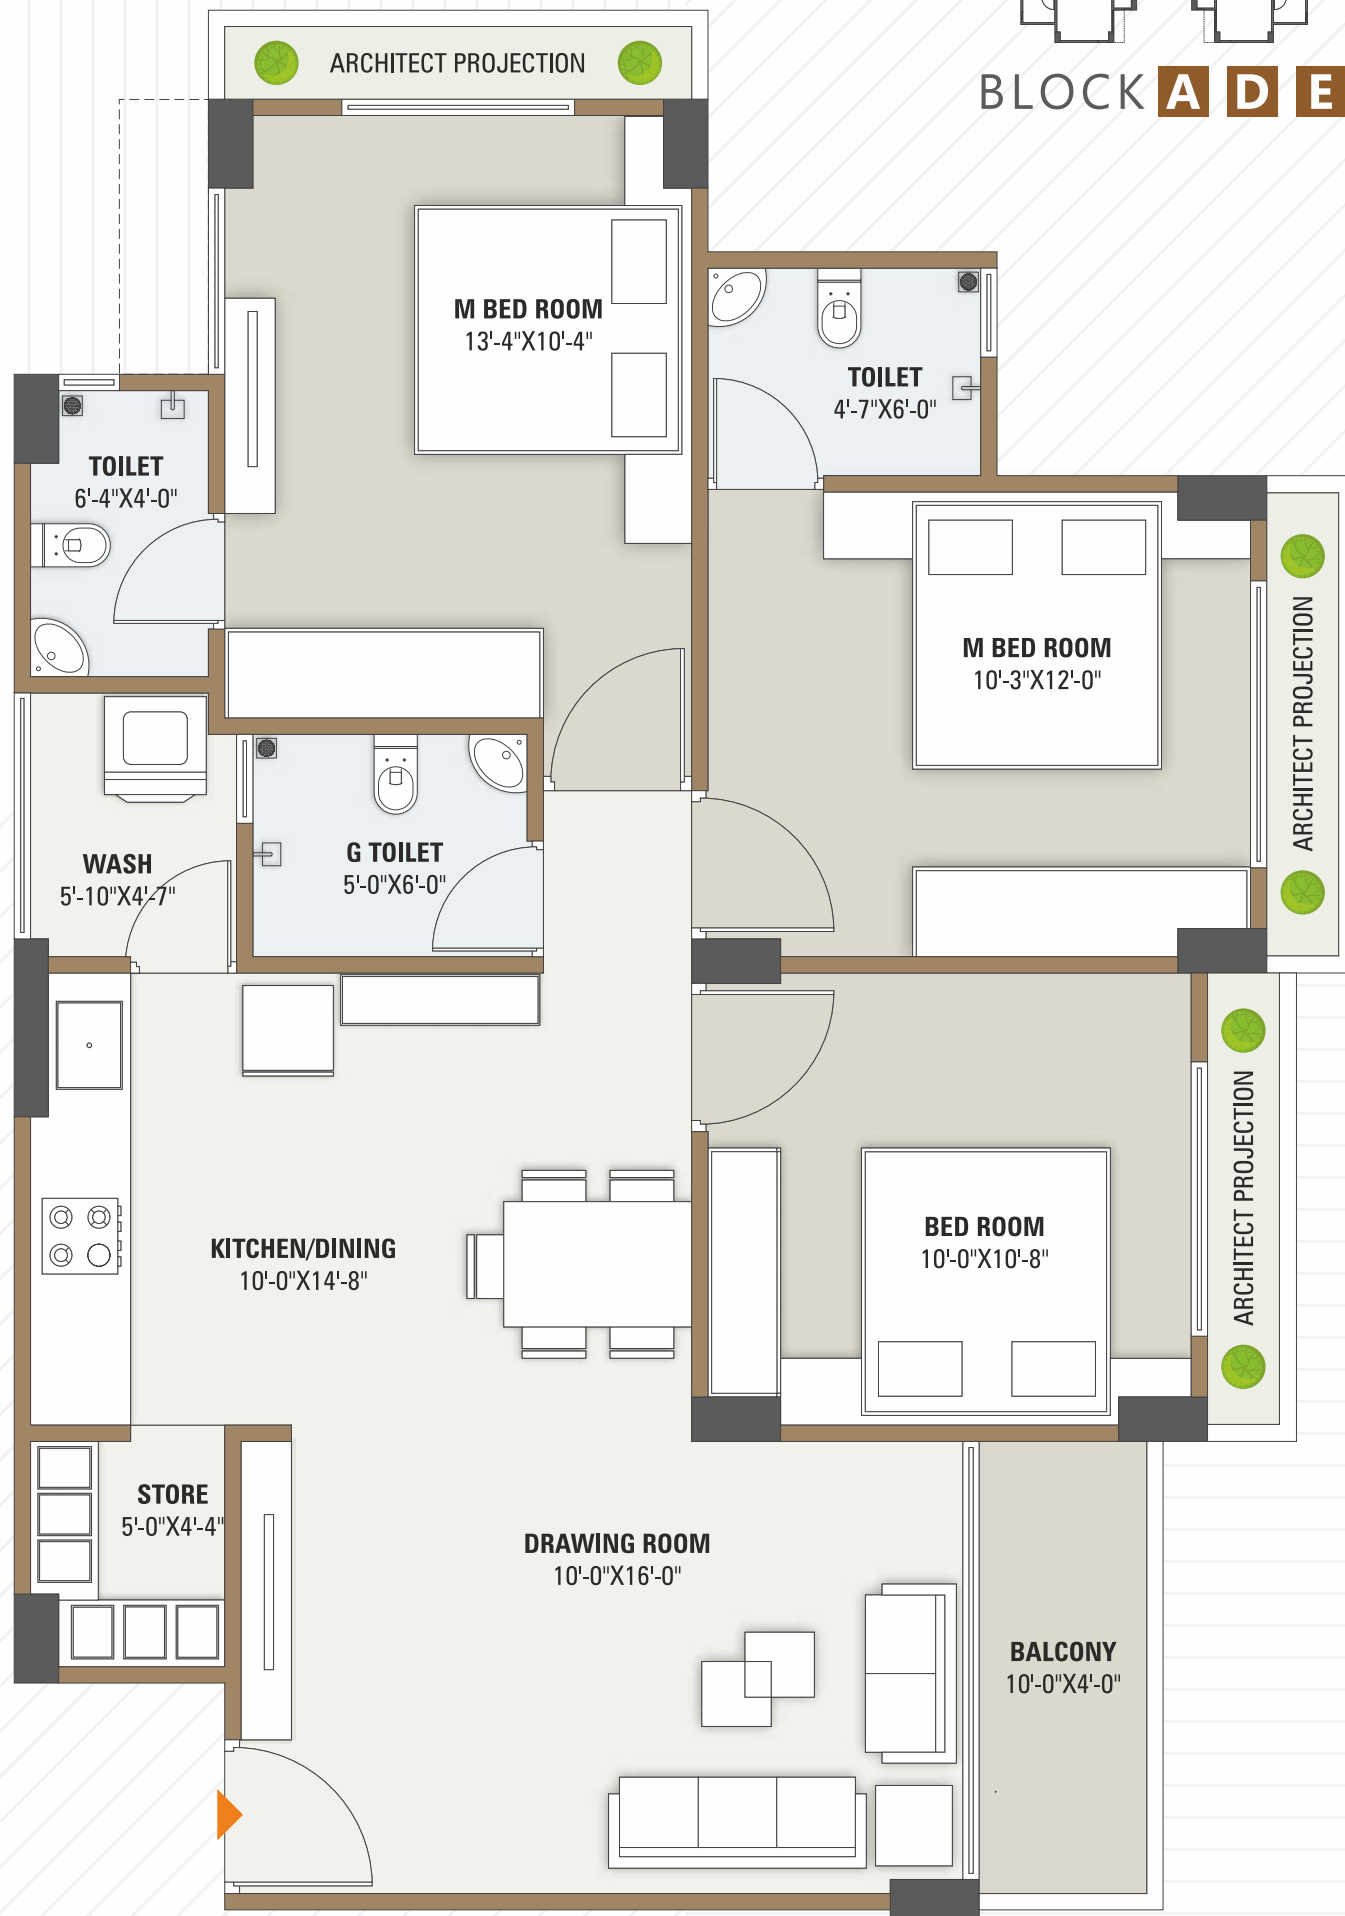 ARCHITECT PROJECTION
BLOCK A D E
M BED ROOM
13'-4"X10'-4"
TOILET
4'-7"X6'-0"
TOILET
6'-4"X4'-0"
M BED ROOM
10'-3"X12'-0"
ARCHITECT PROJECTION
WASH
5'-10"X4'-7"
G TOILET
5'-0"X6'-0"
KITCHEN/DINING
10'-0"X14'-8"
BED ROOM
10'-0"X10'-8"
ARCHITECT PROJECTION
STORE
5'-0"X4'-4"
DRAWING ROOM
10'-0"X16'-0"
BALCONY
10'-0"X4'-0"